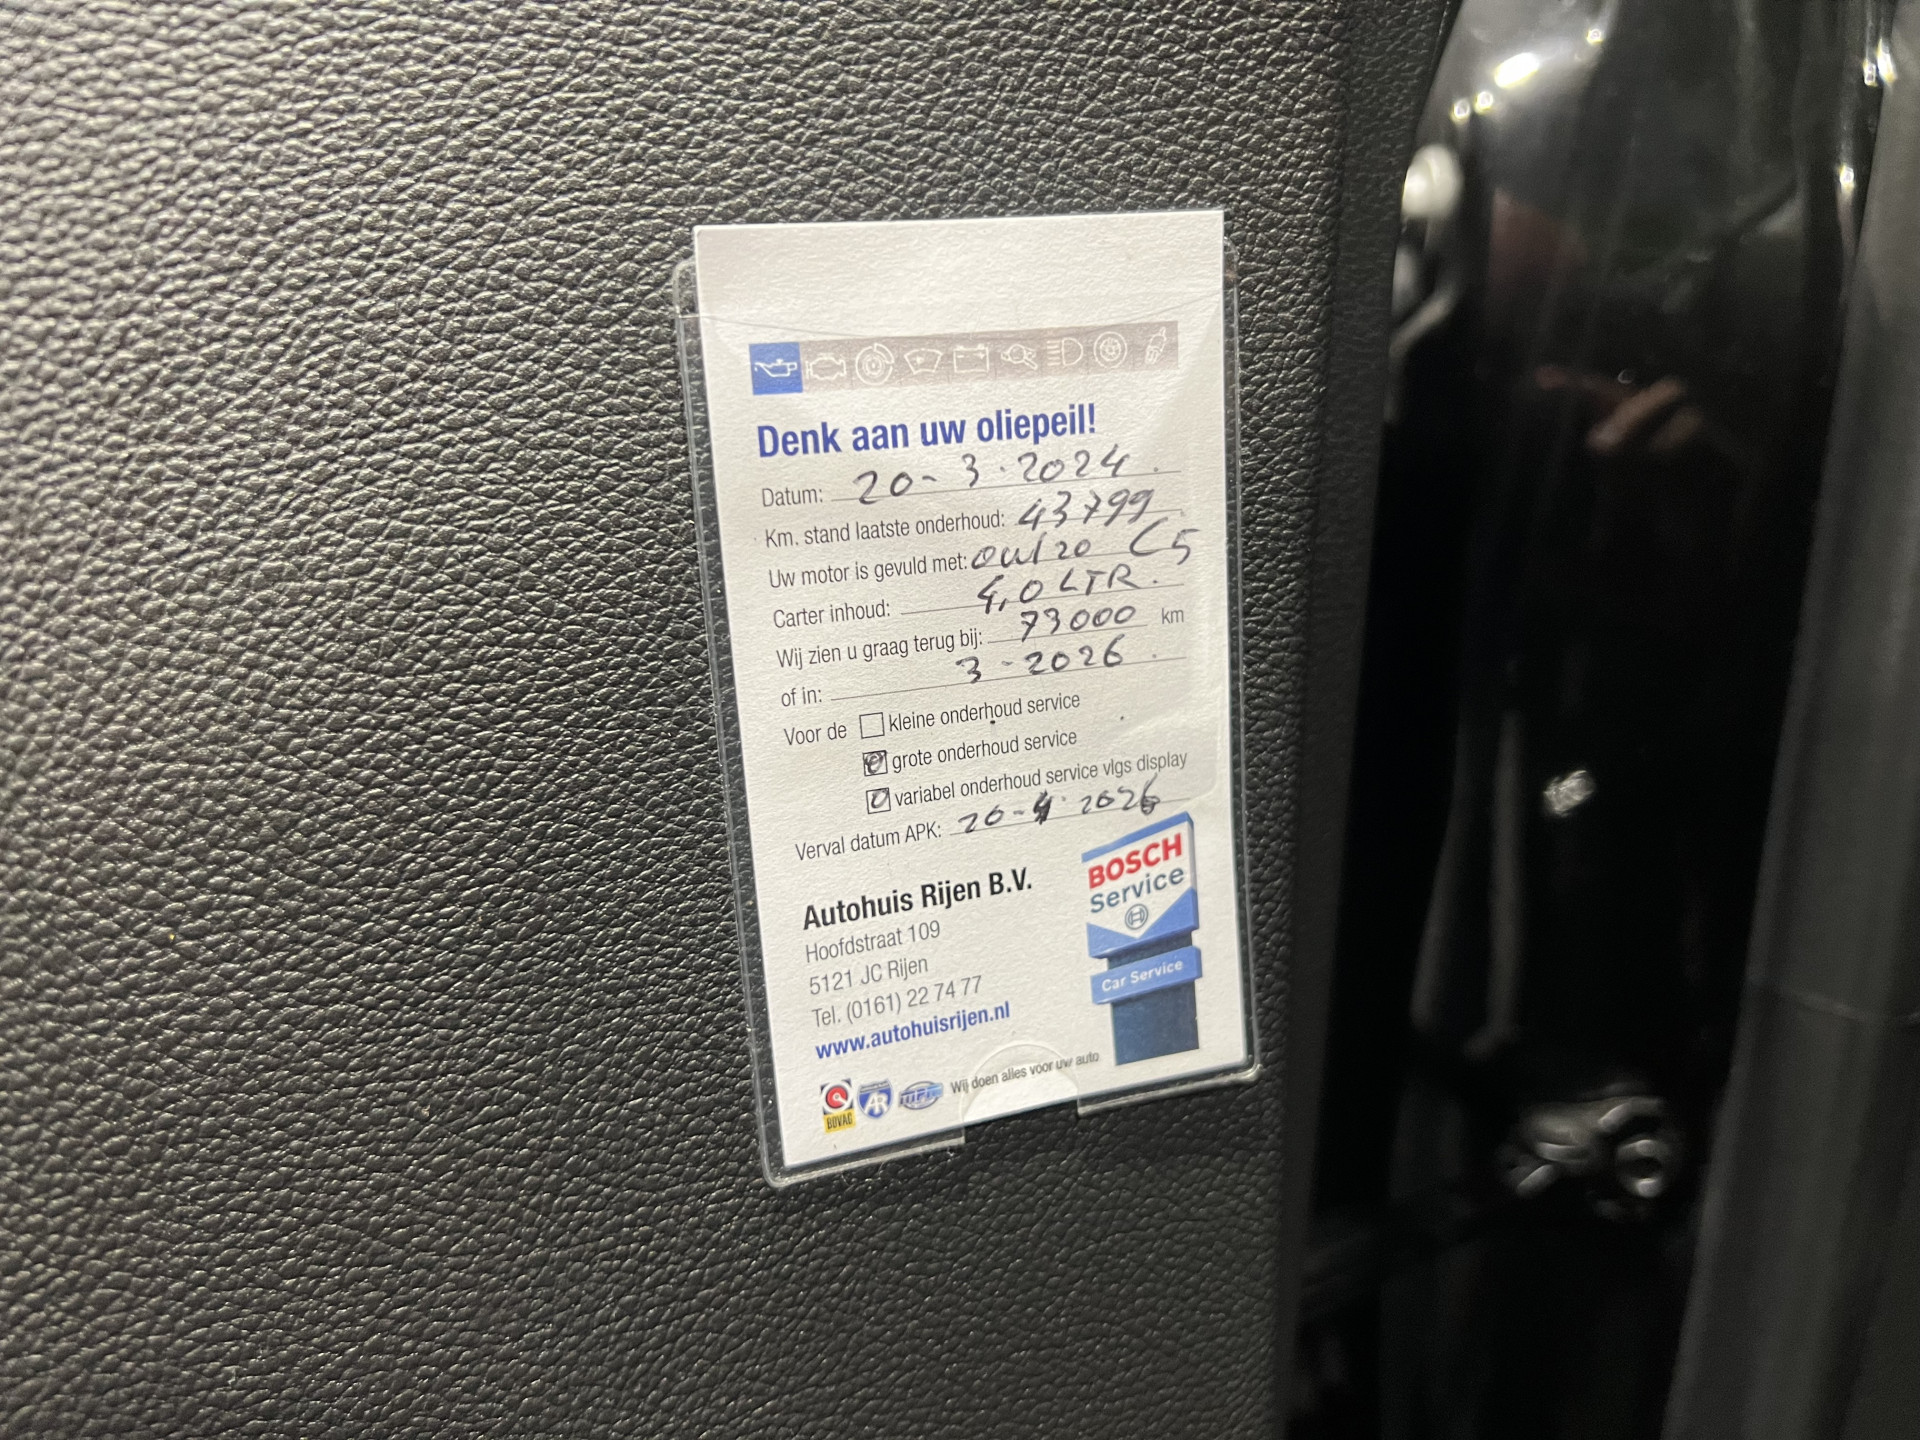 Denk aan uw oliepeil!
Datum: 20-3-2024
Km. stand laatste onderhoud: 43799
Uw motor is gevuld met: 0w/20 C5
Carter inhoud: 4,0 LTR.
Wij zien u graag terug bij: 73000 km
of in: 3-2026
Voor de kleine onderhoud service
grote onderhoud service
variabel onderhoud service vlgs display
Verval datum APK: 20-4-2026
Autohuis Rijen B.V.
Hoofdstraat 109
5121 JC Rijen
Tel. (0161) 22 74 77
www.autohuisrijen.nl
BOSCH
Service
Car Service
BOVAG
AR
Wij doen alles voor uw auto